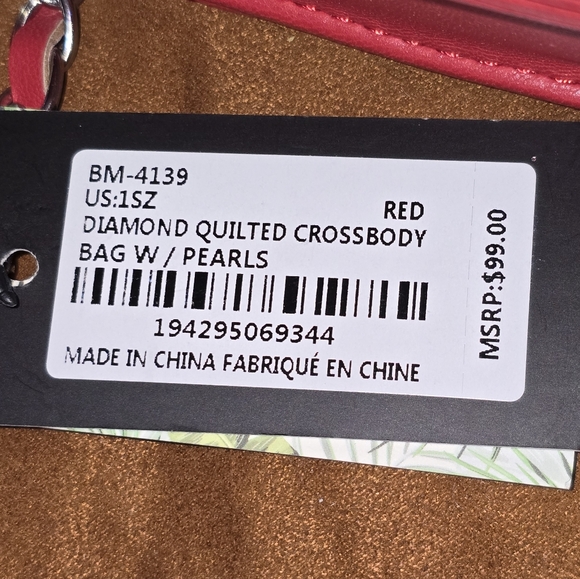 BM-4139
US:1SZ RED
DIAMOND QUILTED CROSSBODY
BAG W / PEARLS
194295069344
MADE IN CHINA FABRIQUÉ EN CHINE
MSRP:$99.00